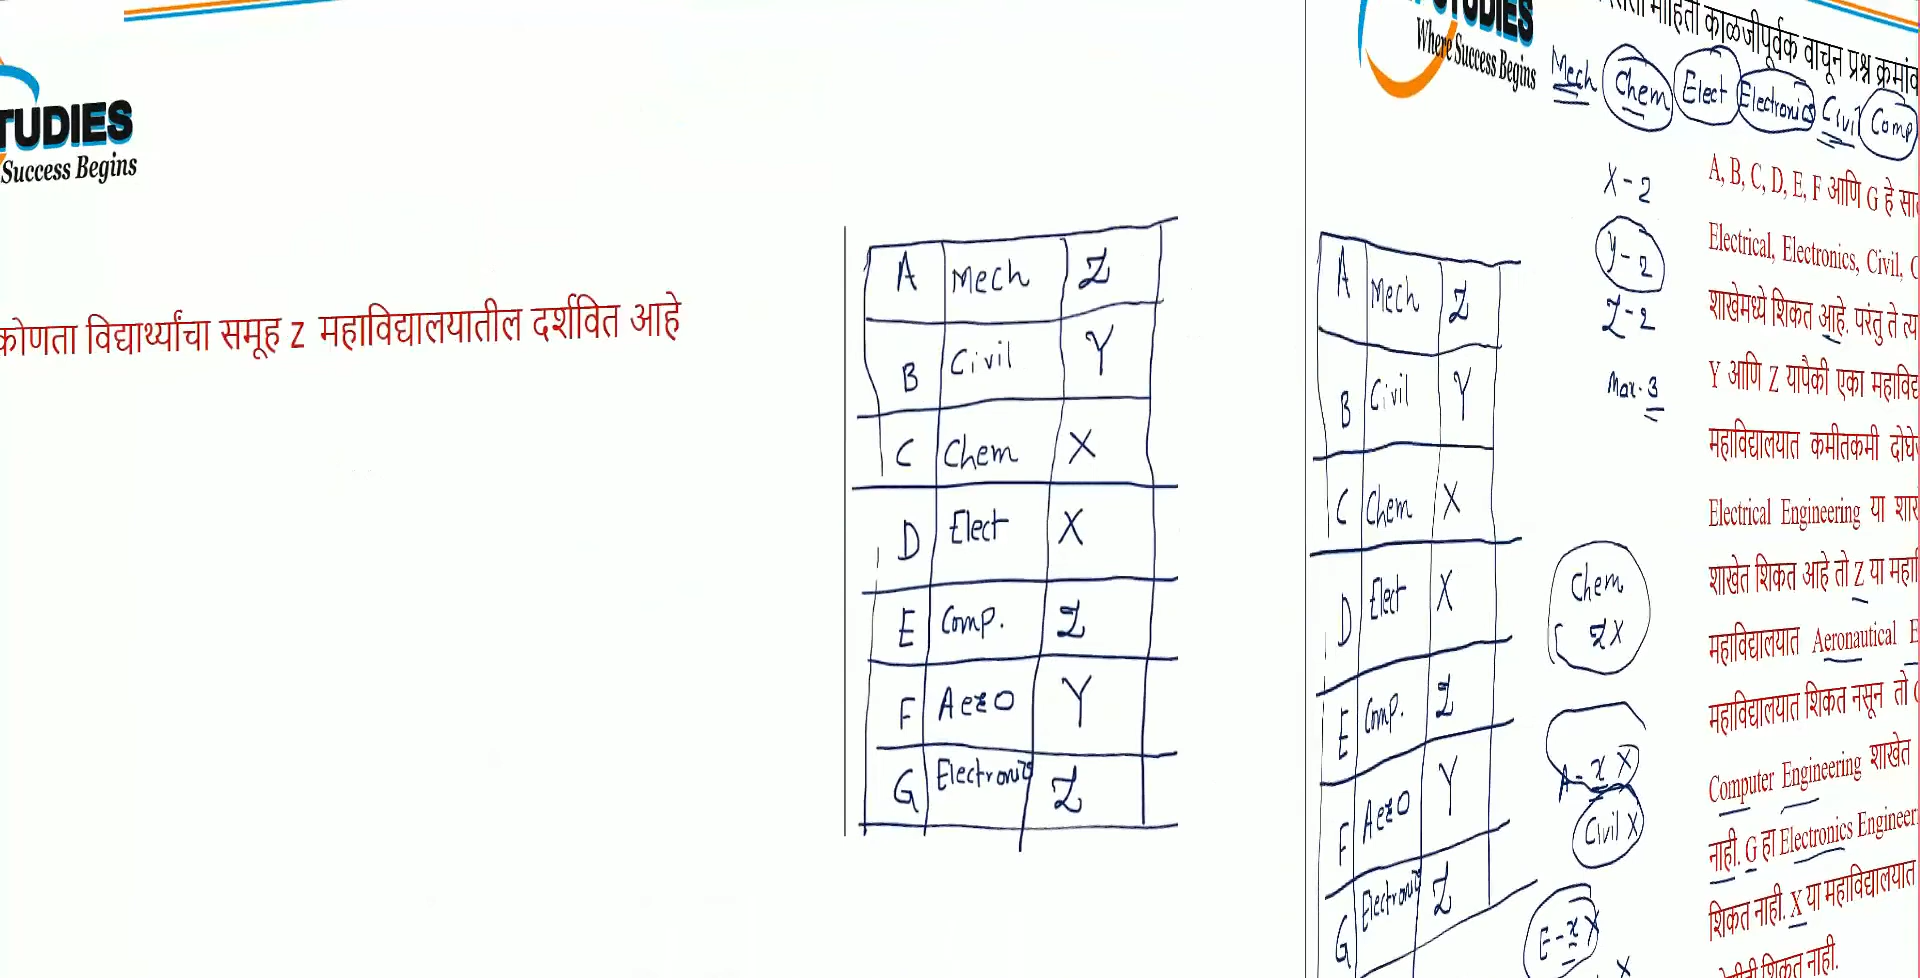 TUDIES
Success Begins
कोणता विद्यार्थ्यांचा समूह z महाविद्यालयातील दर्शवित आहे
A Mech Z
B Civil Y
C Chem X
D Elect X
E Comp. Z
F Aero Y
G Electronics Z
TUDIES
Where Success Begins
माहिती काळजीपूर्वक वाचून प्रश्न क्रमांक
Mech Chem Elect Electronics Civil Comp
X-2
Y-2
Z-2
Max. 3
A Mech Z
B Civil Y
C Chem X
D Elect X
E Comp. Z
F Aero Y
G Electronics Z
Chem
Z X
Civil X
A, B, C, D, E, F आणि G हे
Electrical, Electronics, Civil,
शाखेमध्ये शिकत आहे. परंतु ते
Y आणि Z यापैकी एका
महाविद्यालयात कमीतकमी
Electrical Engineering या
शाखेत शिकत आहे तो Z या
महाविद्यालयात Aeronautical
महाविद्यालयात शिकत नसून तो
Computer Engineering शाखेत
नाही. G हा Electronics
शिकत नाही. X या महाविद्यालयात
शिकत नाही.